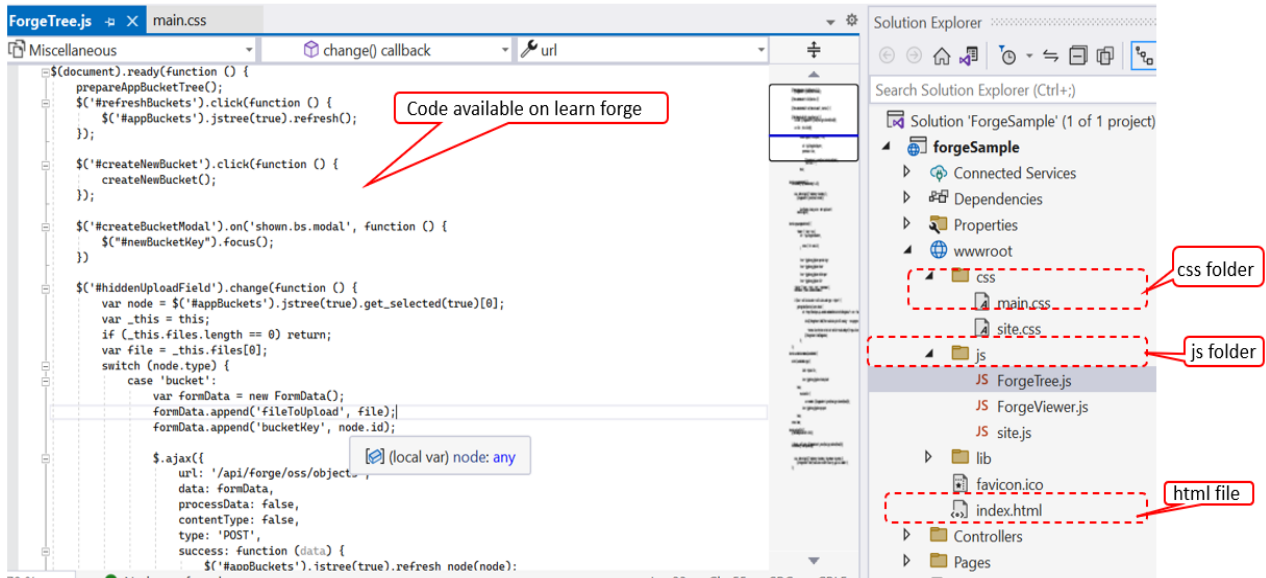 ForgeTree.js
main.css
Miscellaneous
change() callback
url
$(document).ready(function () {
prepareAppBucketTree();
$('#refreshBuckets').click(function () {
$('#appBuckets').jstree(true).refresh();
});
$('#createNewBucket').click(function () {
createNewBucket();
});
$('#createBucketModal').on('shown.bs.modal', function () {
$("#newBucketKey").focus();
})
$('#hiddenUploadField').change(function () {
var node = $('#appBuckets').jstree(true).get_selected(true)[0];
var _this = this;
if (_this.files.length == 0) return;
var file = _this.files[0];
switch (node.type) {
case 'bucket':
var formData = new FormData();
formData.append('fileToUpload', file);
formData.append('bucketKey', node.id);
$.ajax({
url: '/api/forge/oss/objects',
data: formData,
processData: false,
contentType: false,
type: 'POST',
success: function (data) {
$('#appBuckets').jstree(true).refresh_node(node);
Code available on learn forge
(local var) node: any
Solution Explorer
Search Solution Explorer (Ctrl+;)
Solution 'ForgeSample' (1 of 1 project)
forgeSample
Connected Services
Dependencies
Properties
wwwroot
css
main.css
site.css
js
JS ForgeTree.js
JS ForgeViewer.js
JS site.js
lib
favicon.ico
index.html
Controllers
Pages
css folder
js folder
html file